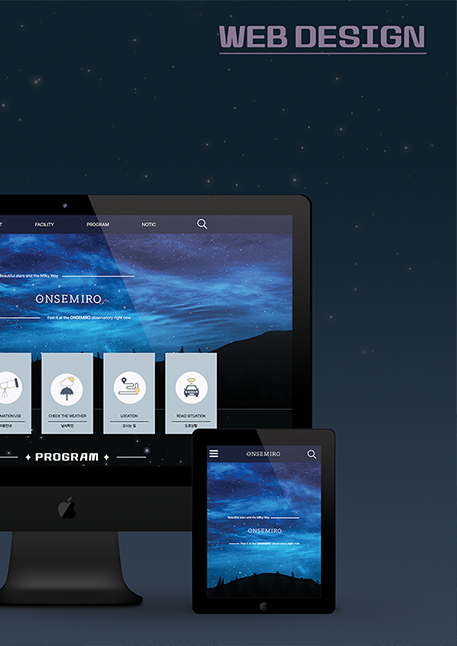 WEB DESIGN
FACILITY PROGRAM NOTIC
Beautiful stars and the Milky Way
ONSEMIRO
Feel it at the ONSEMIRO observatory right now
MATION USE
CHECK THE WEATHER
날씨확인
LOCATION
오시는 길
ROAD SITUATION
도로상황
PROGRAM
ONSEMIRO
Beautiful stars and the Milky Way
ONSEMIRO
Feel it at the ONSEMIRO observatory right now